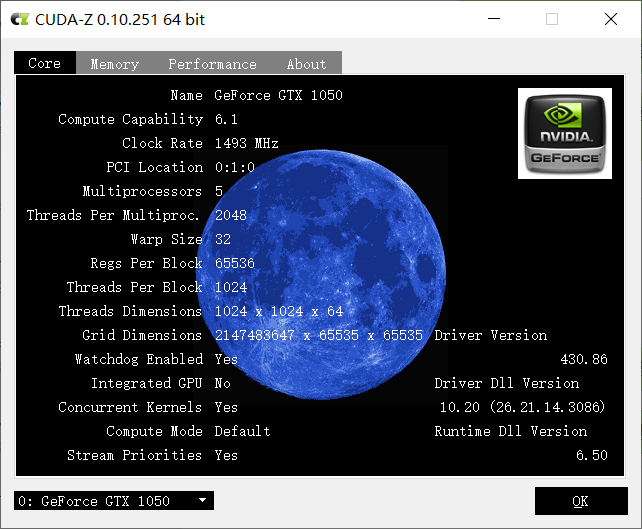 CUDA-Z 0.10.251 64 bit
Core Memory Performance About
Name GeForce GTX 1050
Compute Capability 6.1
Clock Rate 1493 MHz
PCI Location 0:1:0
Multiprocessors 5
Threads Per Multiproc. 2048
Warp Size 32
Regs Per Block 65536
Threads Per Block 1024
Threads Dimensions 1024 x 1024 x 64
Grid Dimensions 2147483647 x 65535 x 65535
Watchdog Enabled Yes
Integrated GPU No
Concurrent Kernels Yes
Compute Mode Default
Stream Priorities Yes
NVIDIA.
GEFORCE
Driver Version
430.86
Driver Dll Version
10.20 (26.21.14.3086)
Runtime Dll Version
6.50
0: GeForce GTX 1050
OK